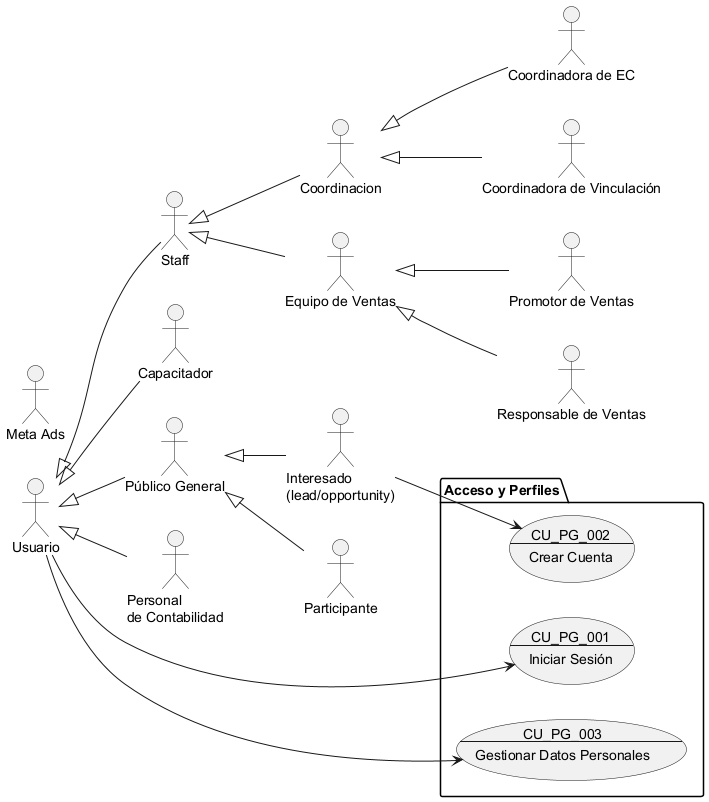 Coordinadora de EC
Coordinacion
Coordinadora de Vinculación
Staff
Equipo de Ventas
Promotor de Ventas
Capacitador
Responsable de Ventas
Meta Ads
Público General
Interesado
(lead/opportunity)
Acceso y Perfiles
CU_PG_002
Crear Cuenta
Usuario
Personal
de Contabilidad
Participante
CU_PG_001
Iniciar Sesión
CU_PG_003
Gestionar Datos Personales